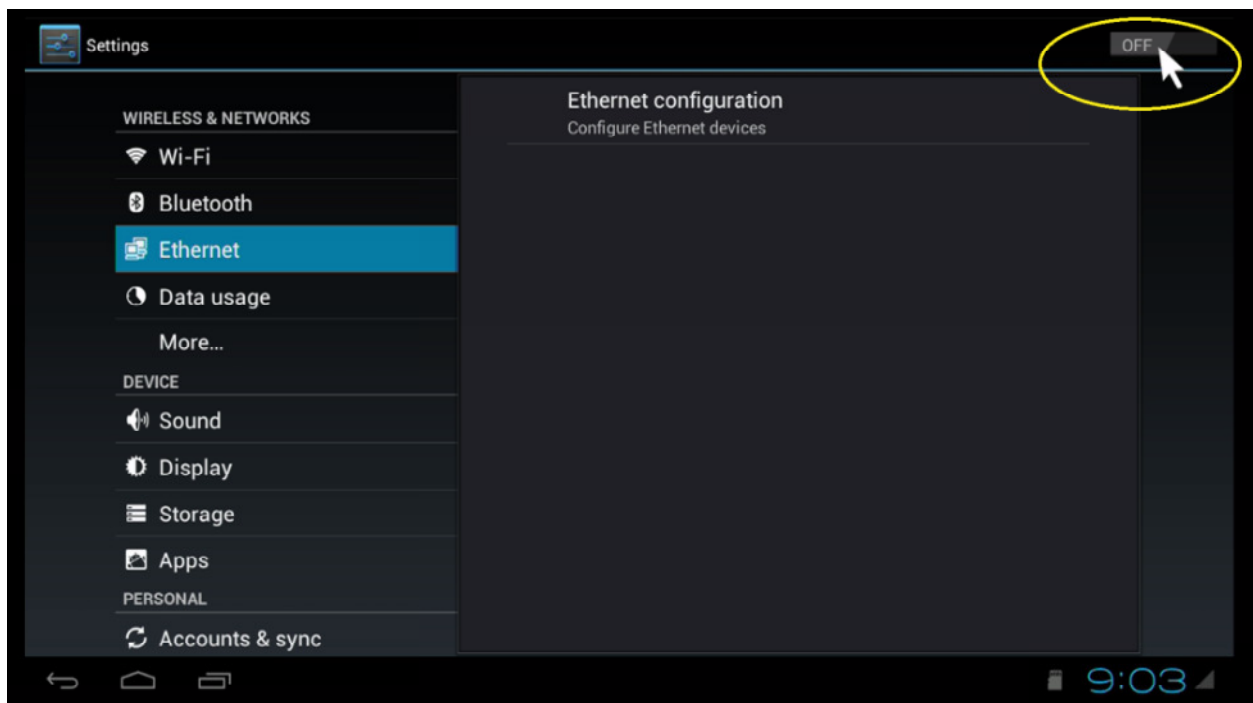 Settings
OFF
WIRELESS & NETWORKS
Wi-Fi
Bluetooth
Ethernet
Data usage
More...
DEVICE
Sound
Display
Storage
Apps
PERSONAL
Accounts & sync
Ethernet configuration
Configure Ethernet devices
9:03